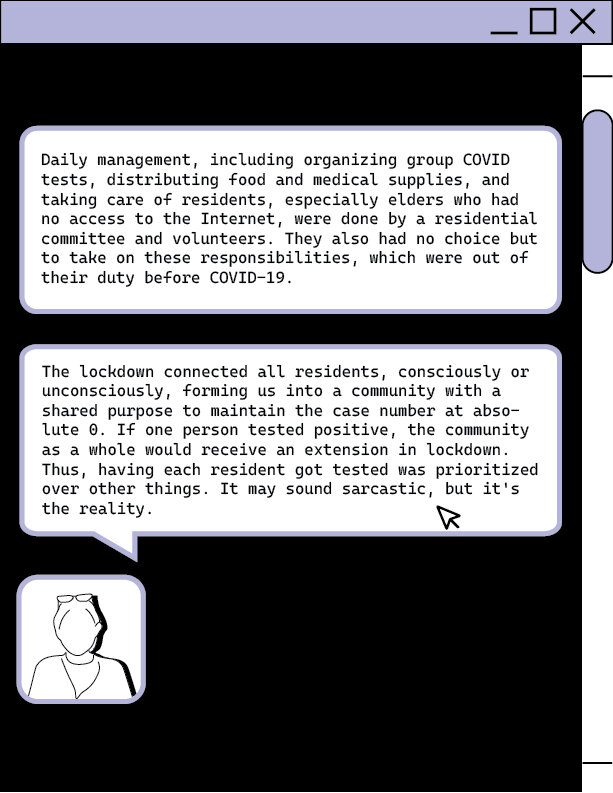 Daily management, including organizing group COVID
tests, distributing food and medical supplies, and
taking care of residents, especially elders who had
no access to the Internet, were done by a residential
committee and volunteers. They also had no choice but
to take on these responsibilities, which were out of
their duty before COVID-19.
The lockdown connected all residents, consciously or
unconsciously, forming us into a community with a
shared purpose to maintain the case number at abso-
lute 0. If one person tested positive, the community
as a whole would receive an extension in lockdown.
Thus, having each resident got tested was prioritized
over other things. It may sound sarcastic, but it's
the reality.